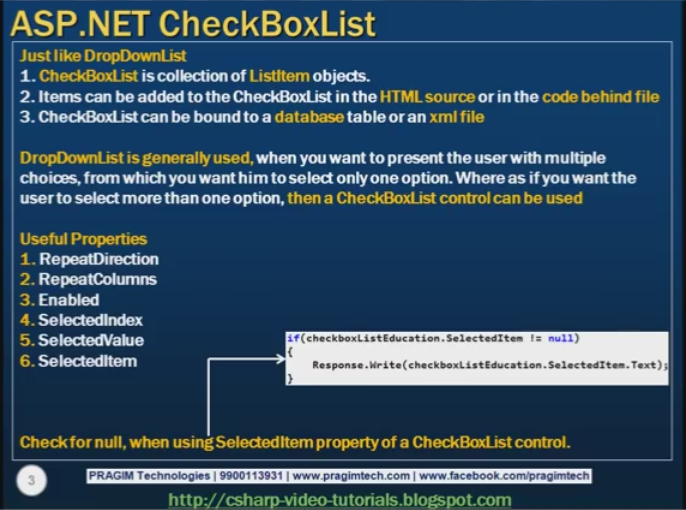 ASP.NET CheckBoxList
Just like DropDownList
1. CheckBoxList is collection of ListItem objects.
2. Items can be added to the CheckBoxList in the HTML source or in the code behind file
3. CheckBoxList can be bound to a database table or an xml file
DropDownList is generally used, when you want to present the user with multiple
choices, from which you want him to select only one option. Where as if you want the
user to select more than one option, then a CheckBoxList control can be used
Useful Properties
1. RepeatDirection
2. RepeatColumns
3. Enabled
4. SelectedIndex
5. SelectedValue
6. SelectedItem
if(checkboxListEducation.SelectedItem != null)
{
Response.Write(checkboxListEducation.SelectedItem.Text);
}
Check for null, when using SelectedItem property of a CheckBoxList control.
3
PRAGIM Technologies | 9900113931 | www.pragimtech.com | www.facebook.com/pragimtech
http://csharp-video-tutorials.blogspot.com